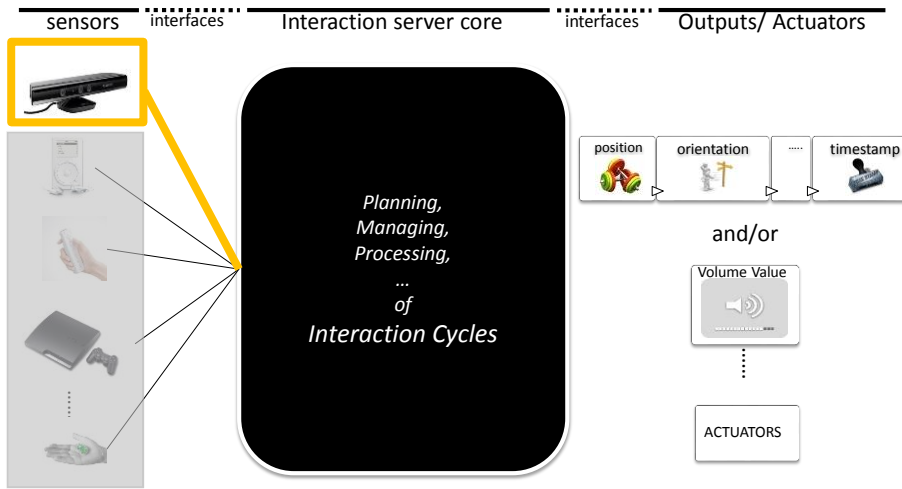 sensors interfaces Interaction server core interfaces Outputs/ Actuators
position orientation ..... timestamp
Planning,
Managing,
Processing,
...
of
Interaction Cycles
and/or
Volume Value
ACTUATORS